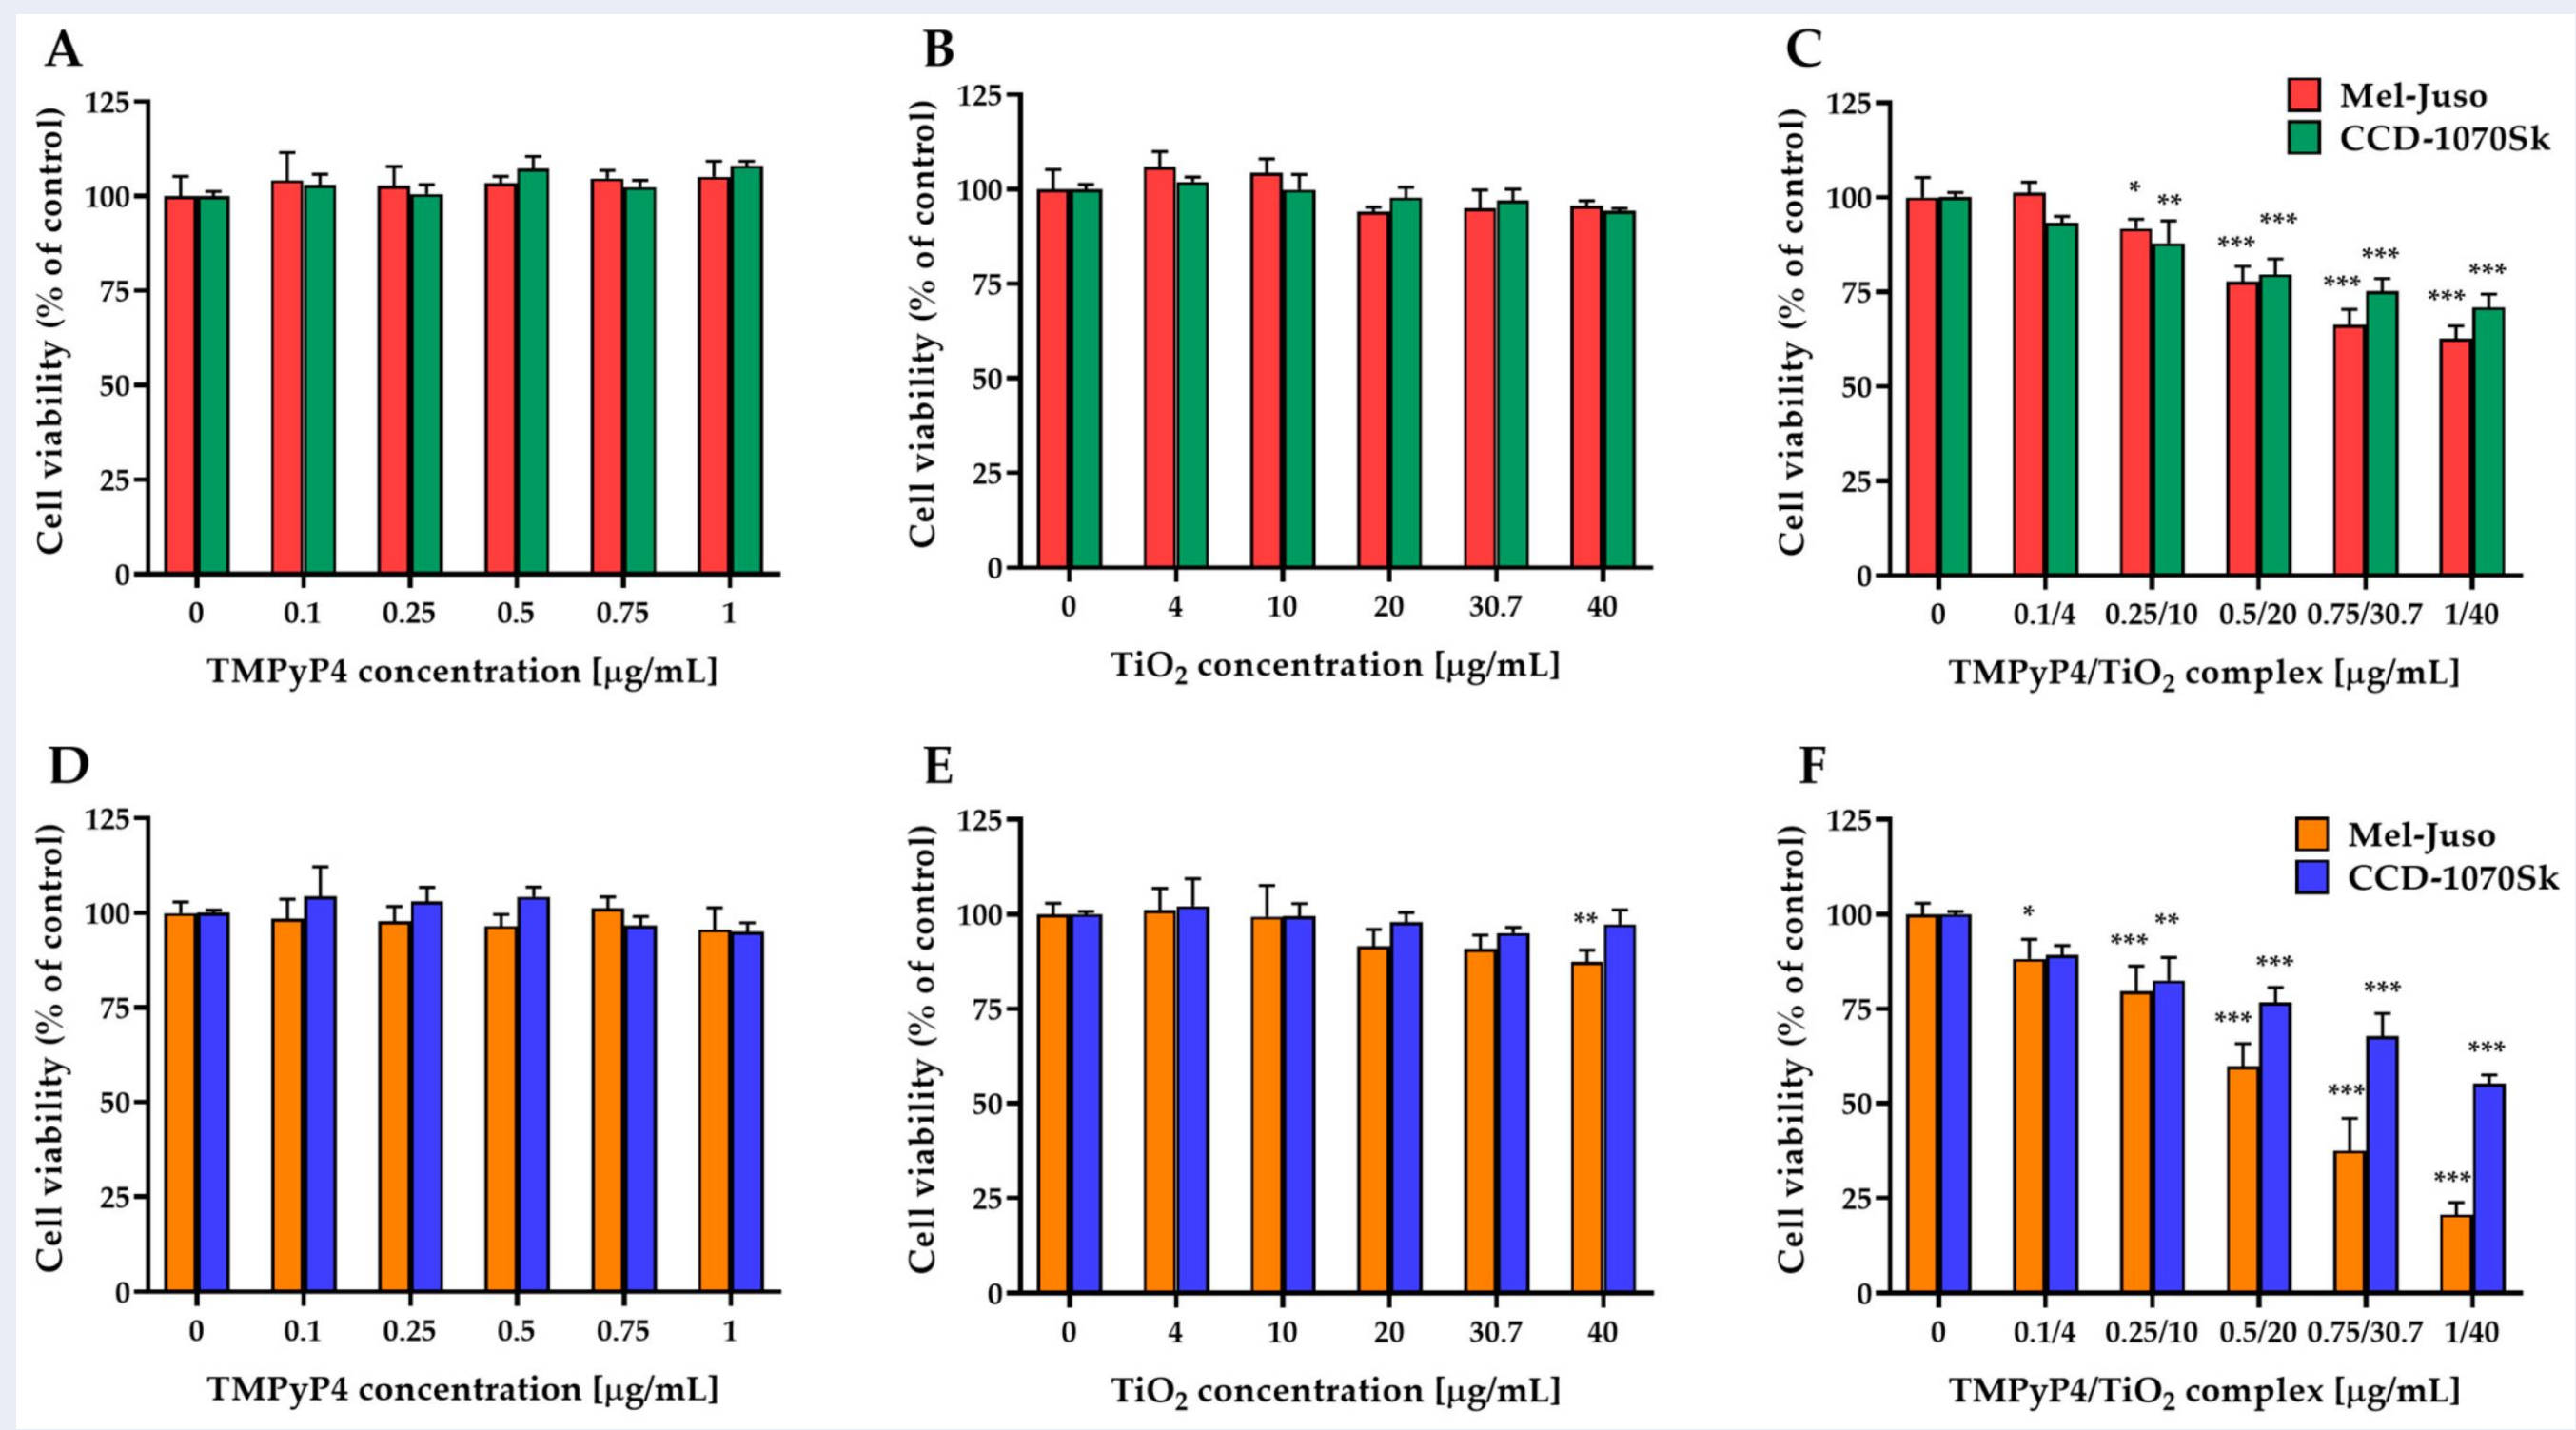 A
Cell viability (% of control)
125
100
75
50
25
0
0 0.1 0.25 0.5 0.75 1
TMPyP4 concentration [μg/mL]
B
Cell viability (% of control)
125
100
75
50
25
0
0 4 10 20 30.7 40
TiO₂ concentration [μg/mL]
C
Mel-Juso
CCD-1070Sk
Cell viability (% of control)
125
100
75
50
25
0
* **
*** ***
*** ***
*** ***
0 0.1/4 0.25/10 0.5/20 0.75/30.7 1/40
TMPyP4/TiO₂ complex [μg/mL]
D
Cell viability (% of control)
125
100
75
50
25
0
0 0.1 0.25 0.5 0.75 1
TMPyP4 concentration [μg/mL]
E
Cell viability (% of control)
125
100
75
50
25
0
**
0 4 10 20 30.7 40
TiO₂ concentration [μg/mL]
F
Mel-Juso
CCD-1070Sk
Cell viability (% of control)
125
100
75
50
25
0
*
*** **
*** ***
*** ***
*** ***
0 0.1/4 0.25/10 0.5/20 0.75/30.7 1/40
TMPyP4/TiO₂ complex [μg/mL]